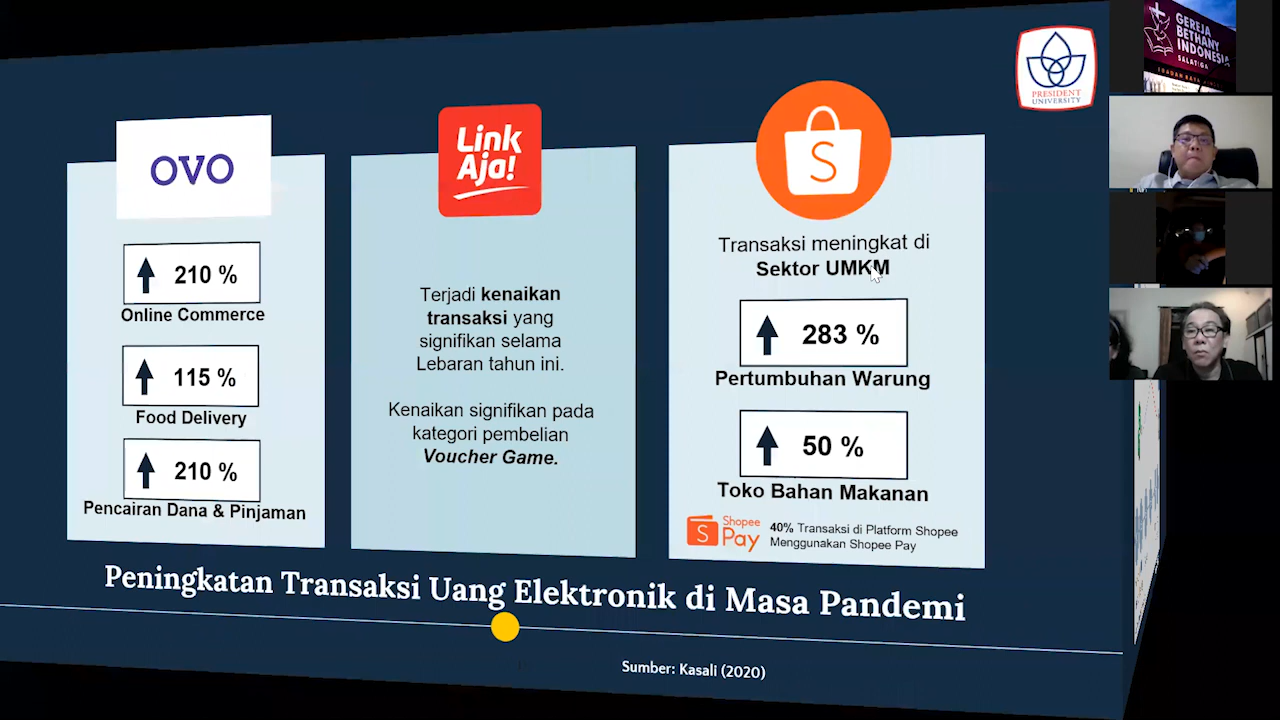 OVO
210 %
Online Commerce
115 %
Food Delivery
210 %
Pencairan Dana & Pinjaman
Link
Aja!
Terjadi kenaikan
transaksi yang
signifikan selama
Lebaran tahun ini.
Kenaikan signifikan pada
kategori pembelian
Voucher Game.
S
Transaksi meningkat di
Sektor UMKM
283 %
Pertumbuhan Warung
50 %
Toko Bahan Makanan
S
Shopee
Pay
40% Transaksi di Platform Shopee
Menggunakan Shopee Pay
Peningkatan Transaksi Uang Elektronik di Masa Pandemi
Sumber: Kasali (2020)
PRESIDENT
UNIVERSITY
GEREJA
BETHANY
INDONESIA
SALATIGA